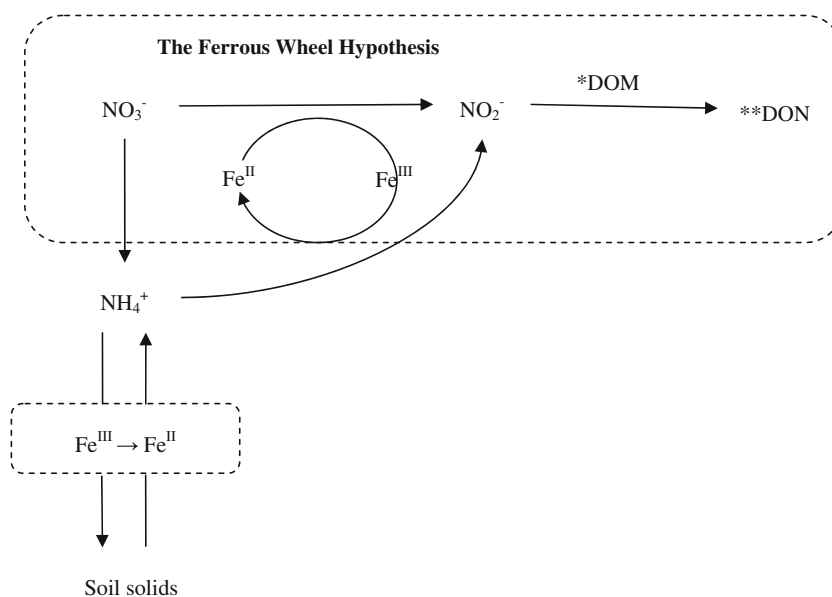 The Ferrous Wheel Hypothesis
*DOM
NO₃⁻
NO₂⁻
**DON
Feᴵᴵ
Feᴵᴵᴵ
NH₄⁺
Feᴵᴵᴵ → Feᴵᴵ
Soil solids